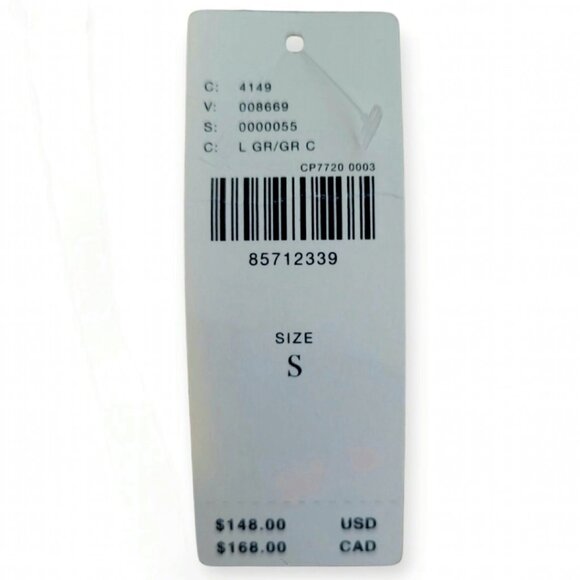 C: 4149
V: 008669
S: 0000055
C: L GR/GR C
CP7720 0003
85712339
SIZE
S
$148.00 USD
$168.00 CAD